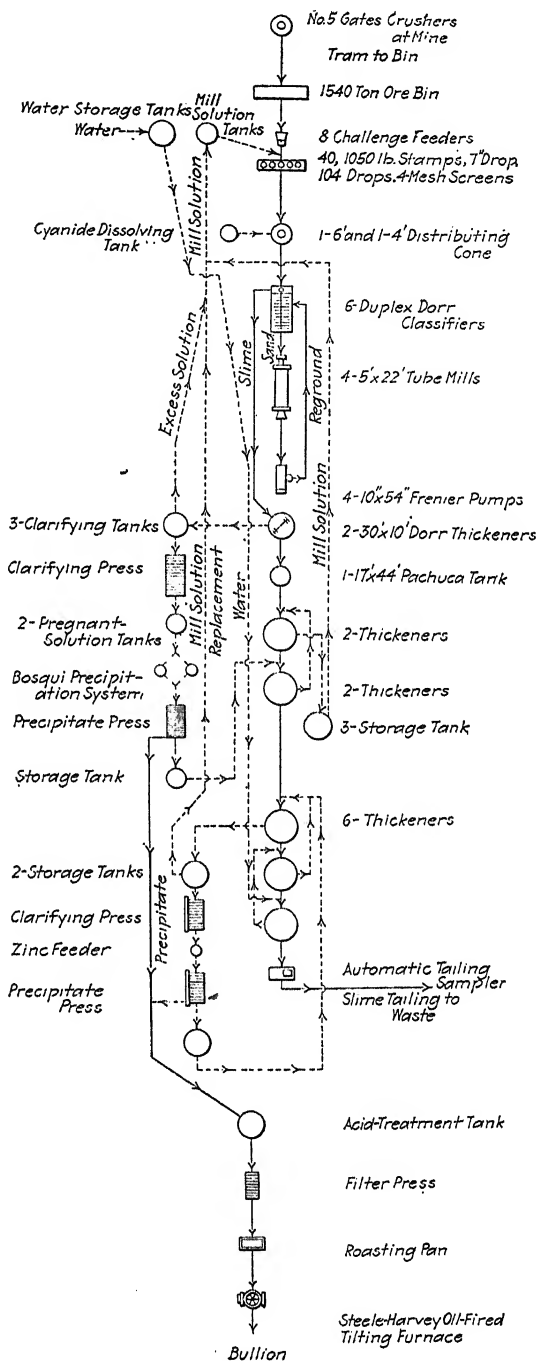 No.5 Gates Crushers
at Mine
Tram to Bin
1540 Ton Ore Bin
Mill
Solution
Tanks
Water Storage Tanks
Water
8 Challenge Feeders
40, 1050 lb. Stamps, 7" Drop,
104 Drops. 4 Mesh Screens
Mill Solution
Cyanide Dissolving
Tank
1-6' and 1-4' Distributing
Cone
6-Duplex Dorr
Classifiers
Sand
Slime
Reground
4-5'x22' Tube Mills
Excess Solution
4-10"x54" Frenier Pumps
3-Clarifying Tanks
2-30'x10' Dorr Thickeners
Mill Solution
Clarifying Press
1-17'x44' Pachuca Tank
Mill Solution
Replacement
Water
2-Pregnant-
Solution Tanks
2-Thickeners
Bosqui Precipit-
ation System
2-Thickeners
Precipitate Press
3-Storage Tank
Storage Tank
6-Thickeners
2-Storage Tanks
Precipitate
Clarifying Press
Zinc Feeder
Precipitate
Press
Automatic Tailing
Sampler
Slime Tailing to
Waste
Acid-Treatment Tank
Filter Press
Roasting Pan
Steele-Harvey Oil-Fired
Tilting Furnace
Bullion